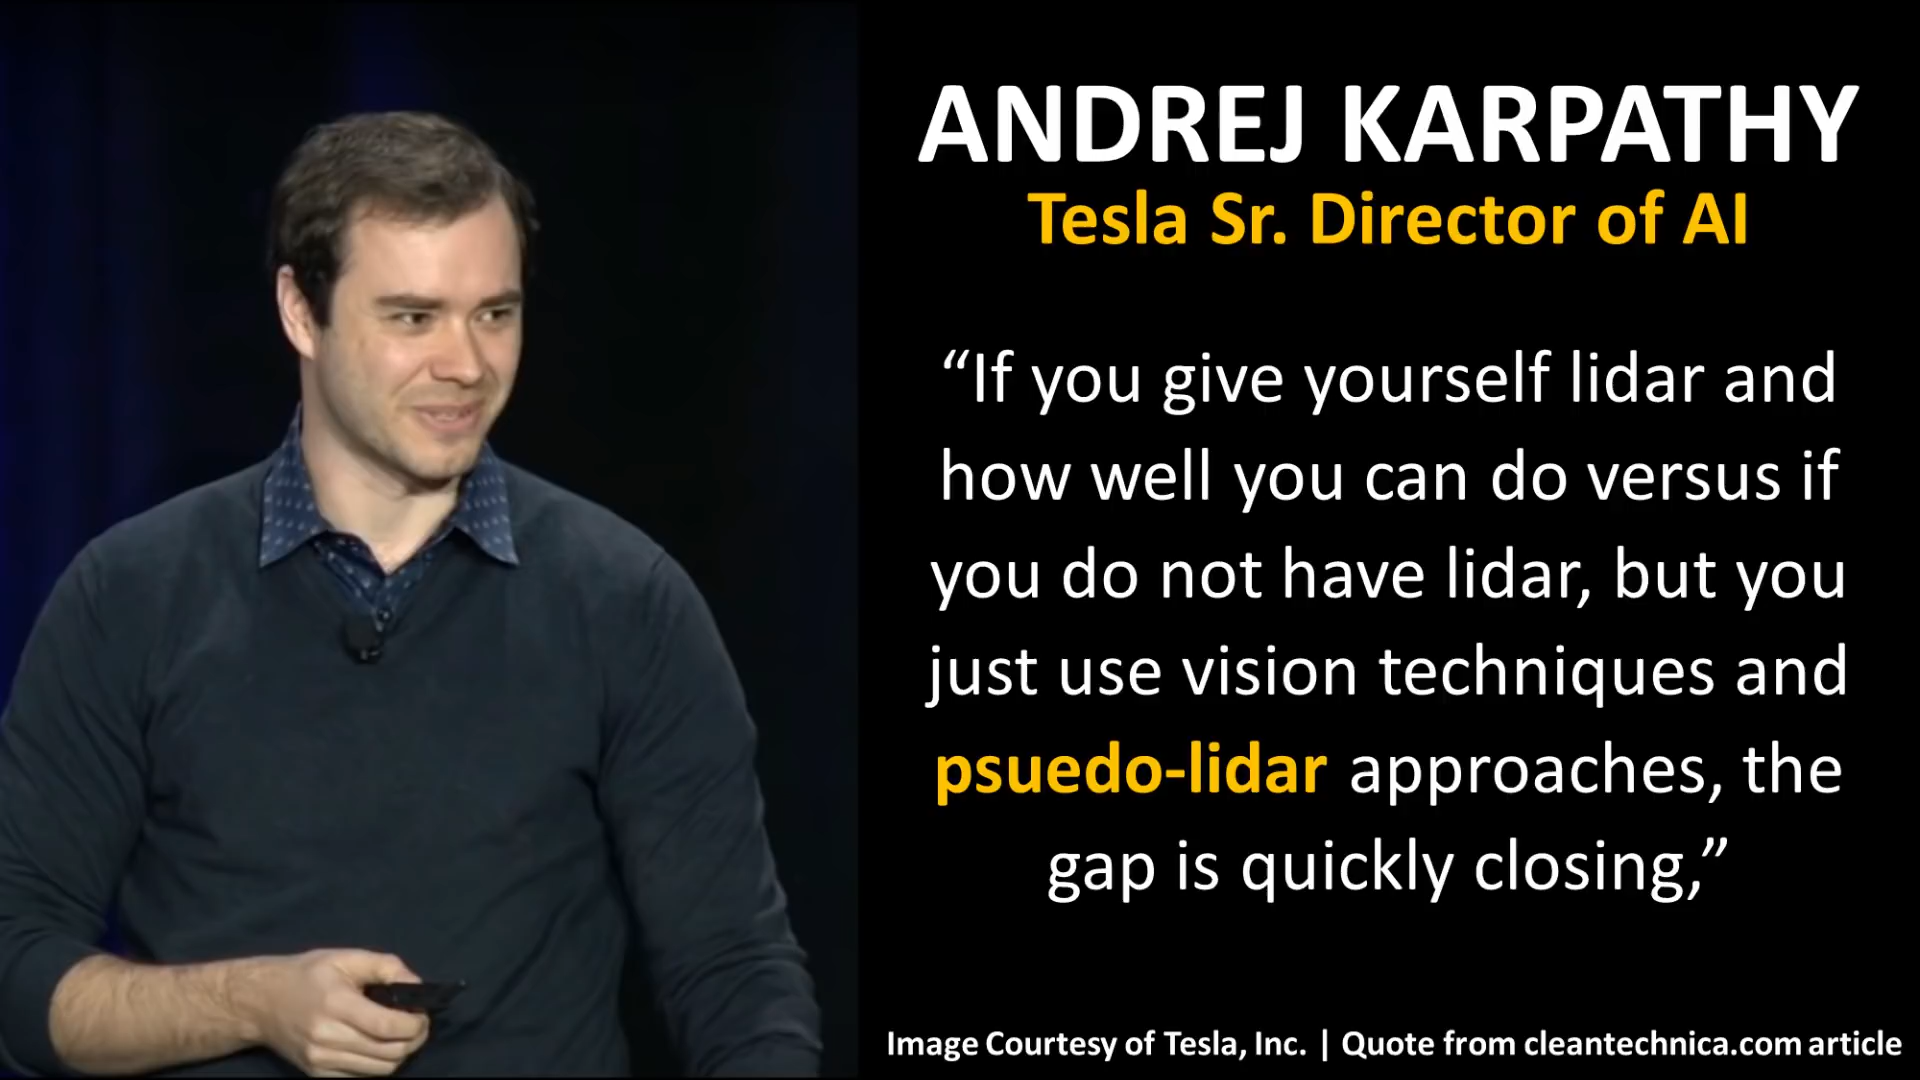 ANDREJ KARPATHY
Tesla Sr. Director of AI
“If you give yourself lidar and
how well you can do versus if
you do not have lidar, but you
just use vision techniques and
psuedo-lidar approaches, the
gap is quickly closing,”
Image Courtesy of Tesla, Inc. | Quote from cleantechnica.com article